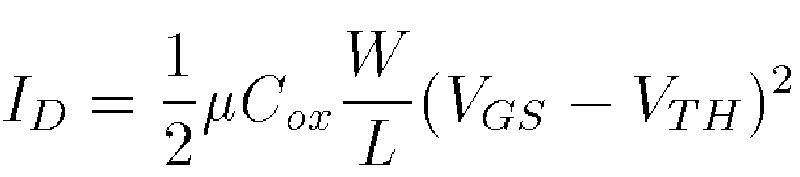 I_D = \frac{1}{2} \mu C_{ox} \frac{W}{L} (V_{GS} - V_{TH})^2